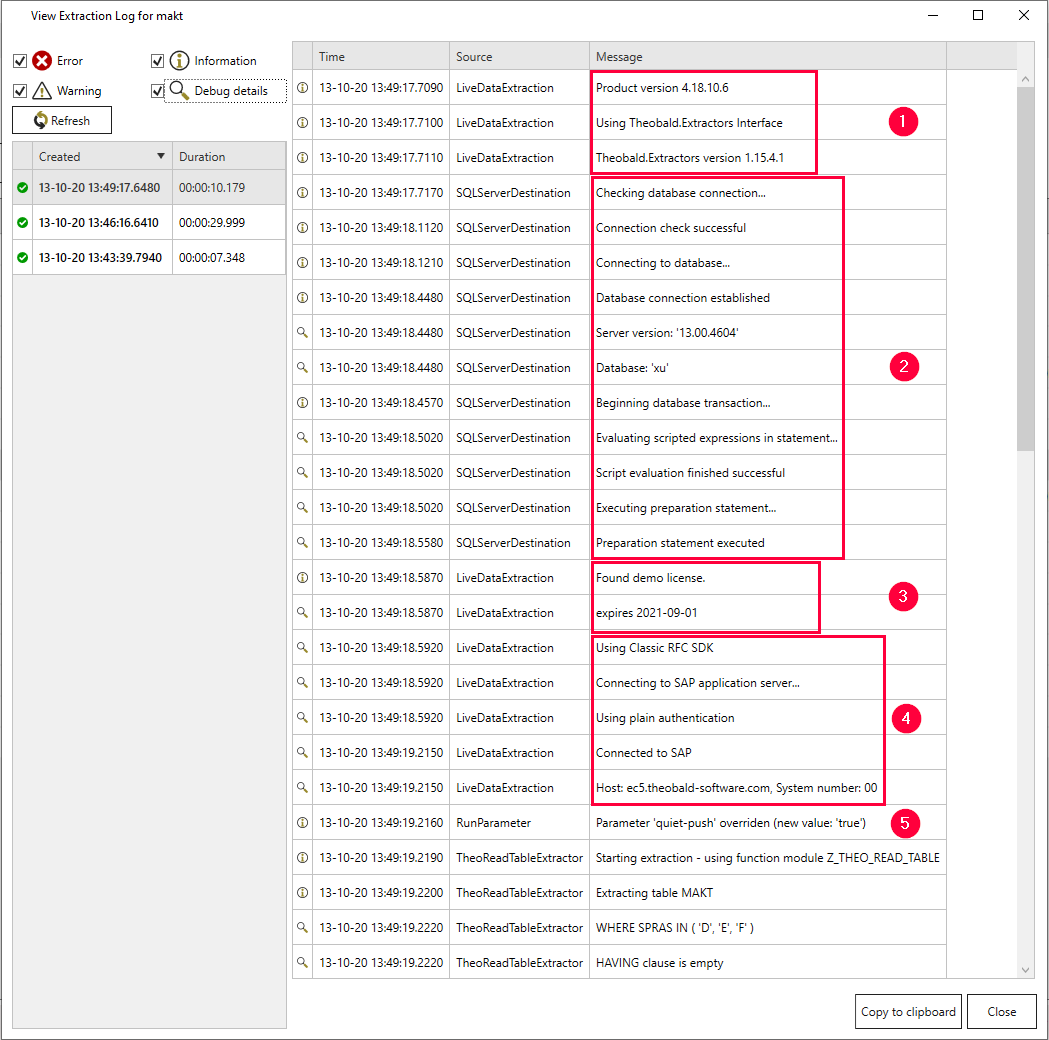 View Extraction Log for makt
Error
Information
Warning
Debug details
Refresh
Created Duration
13-10-20 13:49:17.6480 00:00:10.179
13-10-20 13:46:16.6410 00:00:29.999
13-10-20 13:43:39.7940 00:00:07.348
Time Source Message
13-10-20 13:49:17.7090 LiveDataExtraction Product version 4.18.10.6
13-10-20 13:49:17.7100 LiveDataExtraction Using Theobald.Extractors Interface 1
13-10-20 13:49:17.7110 LiveDataExtraction Theobald.Extractors version 1.15.4.1
13-10-20 13:49:17.7170 SQLServerDestination Checking database connection...
13-10-20 13:49:18.1120 SQLServerDestination Connection check successful
13-10-20 13:49:18.1210 SQLServerDestination Connecting to database...
13-10-20 13:49:18.4480 SQLServerDestination Database connection established
13-10-20 13:49:18.4480 SQLServerDestination Server version: '13.00.4604'
13-10-20 13:49:18.4480 SQLServerDestination Database: 'xu' 2
13-10-20 13:49:18.4570 SQLServerDestination Beginning database transaction...
13-10-20 13:49:18.5020 SQLServerDestination Evaluating scripted expressions in statement...
13-10-20 13:49:18.5020 SQLServerDestination Script evaluation finished successful
13-10-20 13:49:18.5020 SQLServerDestination Executing preparation statement...
13-10-20 13:49:18.5580 SQLServerDestination Preparation statement executed
13-10-20 13:49:18.5870 LiveDataExtraction Found demo license. 3
13-10-20 13:49:18.5870 LiveDataExtraction expires 2021-09-01
13-10-20 13:49:18.5920 LiveDataExtraction Using Classic RFC SDK
13-10-20 13:49:18.5920 LiveDataExtraction Connecting to SAP application server...
13-10-20 13:49:18.5920 LiveDataExtraction Using plain authentication 4
13-10-20 13:49:19.2150 LiveDataExtraction Connected to SAP
13-10-20 13:49:19.2150 LiveDataExtraction Host: ec5.theobald-software.com, System number: 00
13-10-20 13:49:19.2160 RunParameter Parameter 'quiet-push' overriden (new value: 'true') 5
13-10-20 13:49:19.2190 TheoReadTableExtractor Starting extraction - using function module Z_THEO_READ_TABLE
13-10-20 13:49:19.2200 TheoReadTableExtractor Extracting table MAKT
13-10-20 13:49:19.2220 TheoReadTableExtractor WHERE SPRAS IN ( 'D', 'E', 'F' )
13-10-20 13:49:19.2220 TheoReadTableExtractor HAVING clause is empty
Copy to clipboard Close